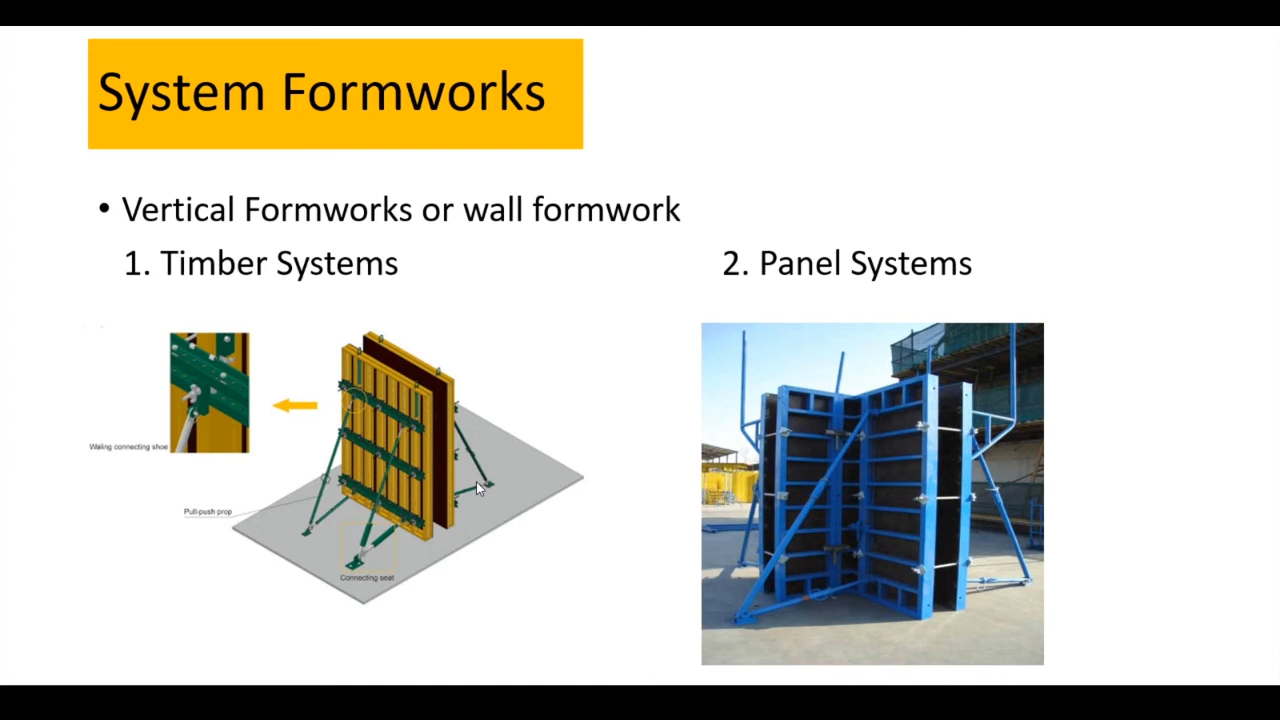 System Formworks
• Vertical Formworks or wall formwork
1. Timber Systems
2. Panel Systems
Waling connecting shoe
Pull-push prop
Connecting seat